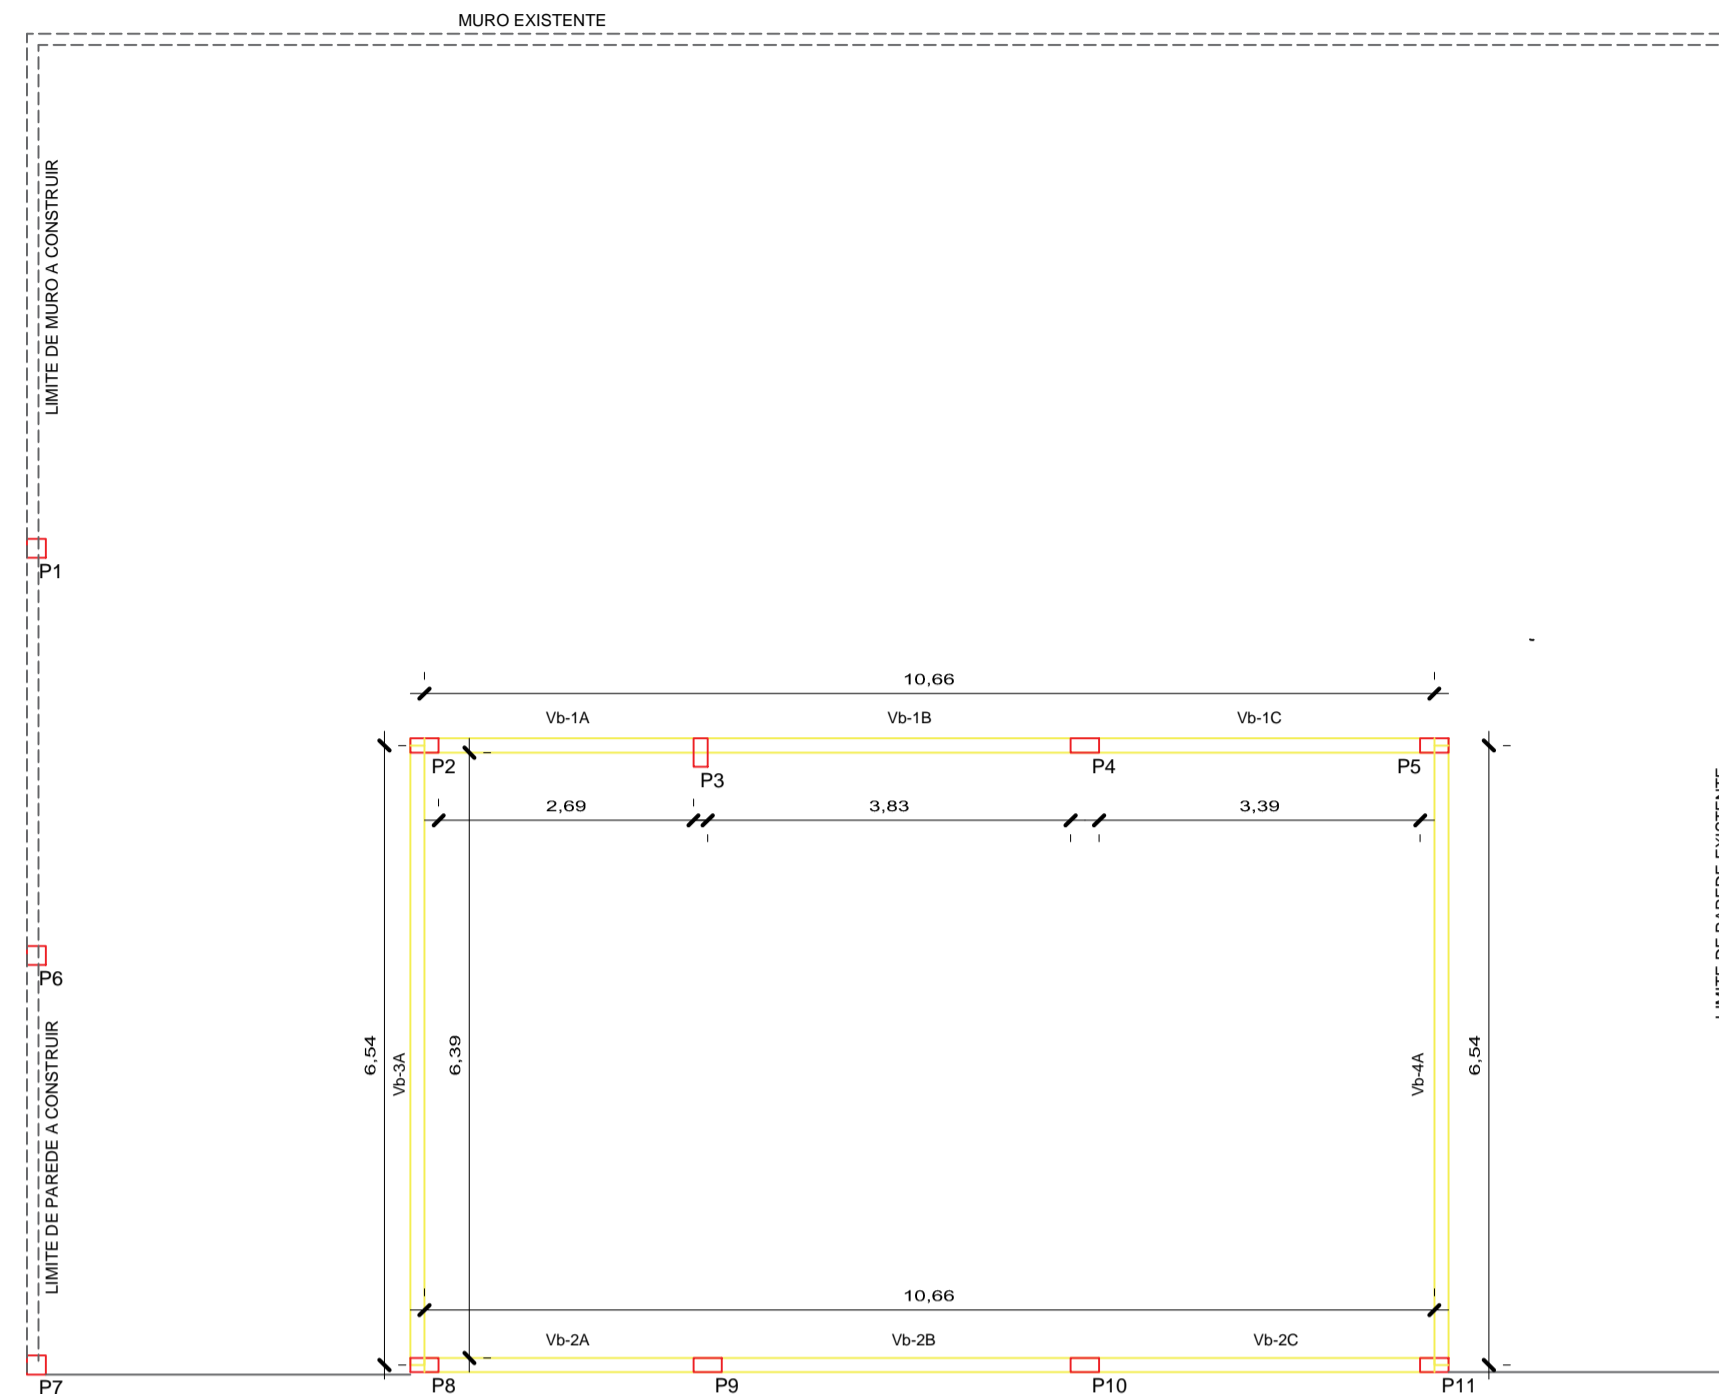 MURO EXISTENTE
LIMITE DE MURO A CONSTRUIR
P1
10,66
Vb-1A
Vb-1B
Vb-1C
P2
P3
P4
P5
2,69
3,83
3,39
P6
6,54
Vb-3A
6,39
Vb-4A
6,54
LIMITE DE PAREDE A CONSTRUIR
10,66
Vb-2A
Vb-2B
Vb-2C
P7
P8
P9
P10
P11